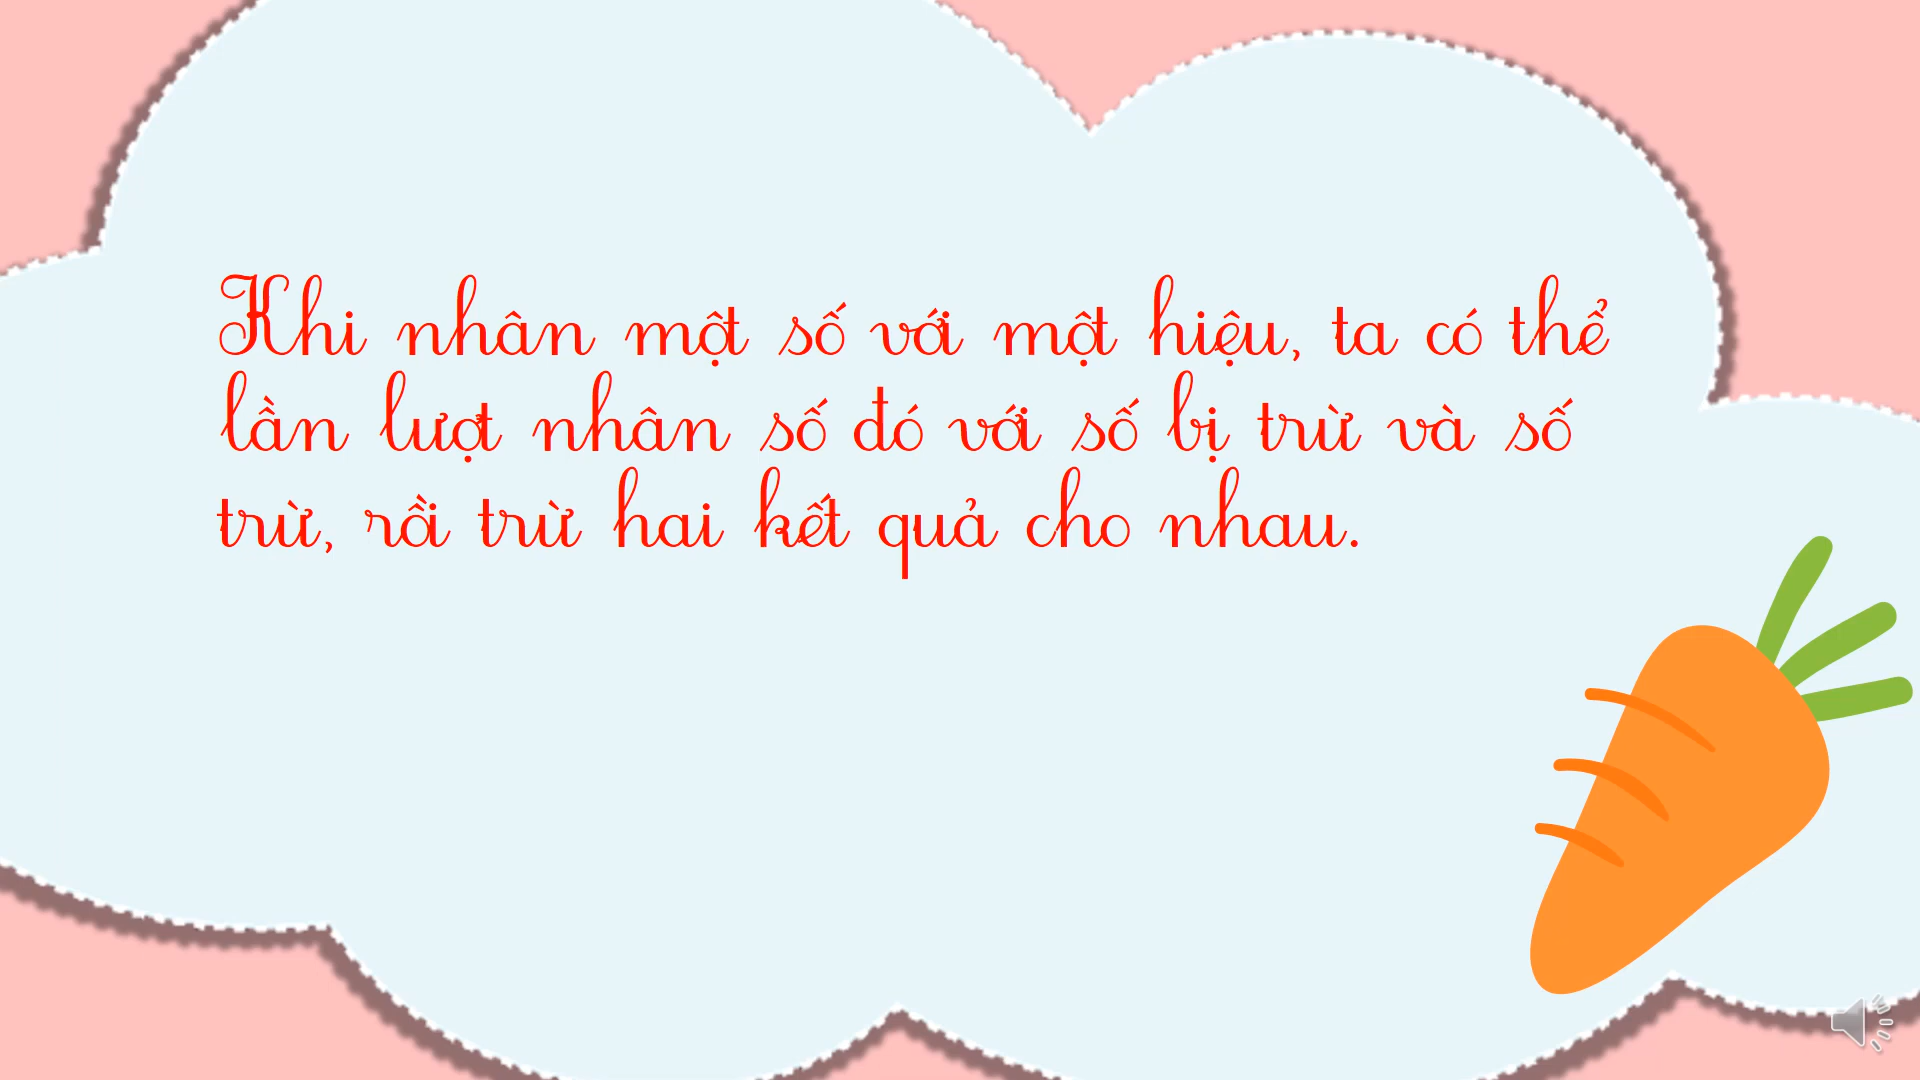 Khi nhân một số với một hiệu, ta có thể
lần lượt nhân số đó với số bị trừ và số
trừ, rồi trừ hai kết quả cho nhau.